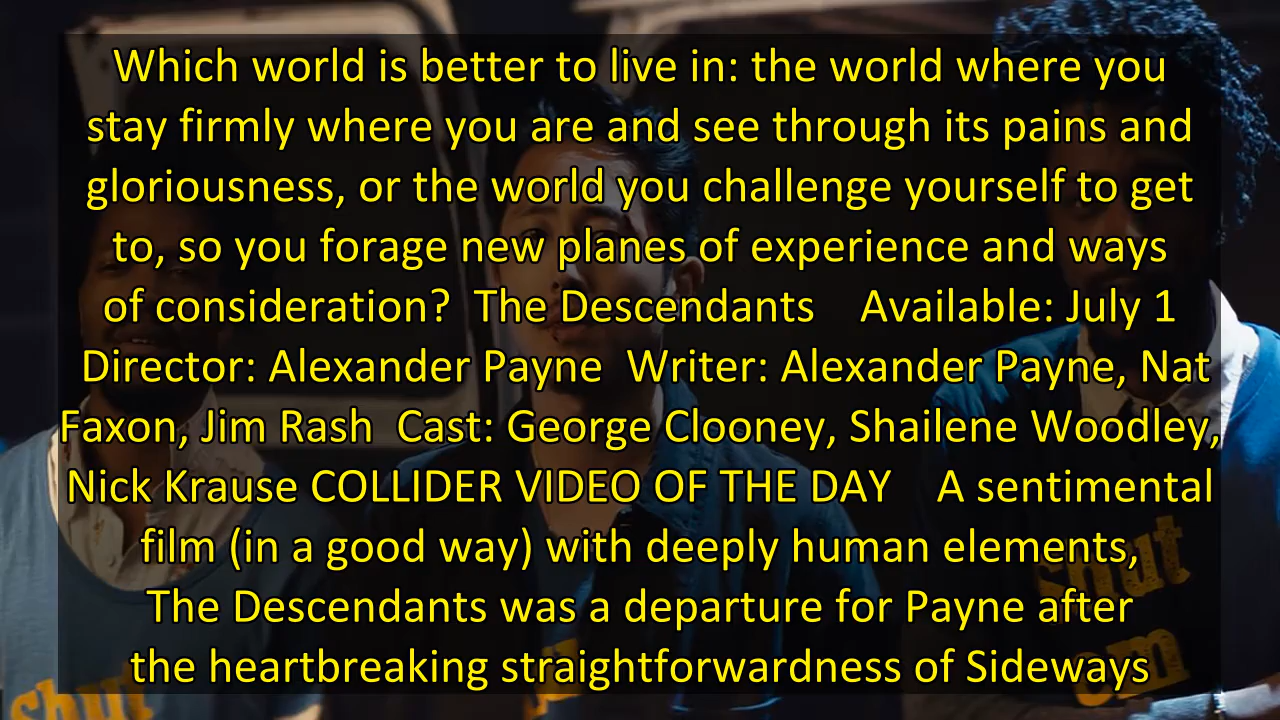 Which world is better to live in: the world where you
stay firmly where you are and see through its pains and
gloriousness, or the world you challenge yourself to get
to, so you forage new planes of experience and ways
of consideration?  The Descendants    Available: July 1
Director: Alexander Payne  Writer: Alexander Payne, Nat
Faxon, Jim Rash  Cast: George Clooney, Shailene Woodley,
Nick Krause COLLIDER VIDEO OF THE DAY    A sentimental
film (in a good way) with deeply human elements,
The Descendants was a departure for Payne after
the heartbreaking straightforwardness of Sideways
shut
om
shut